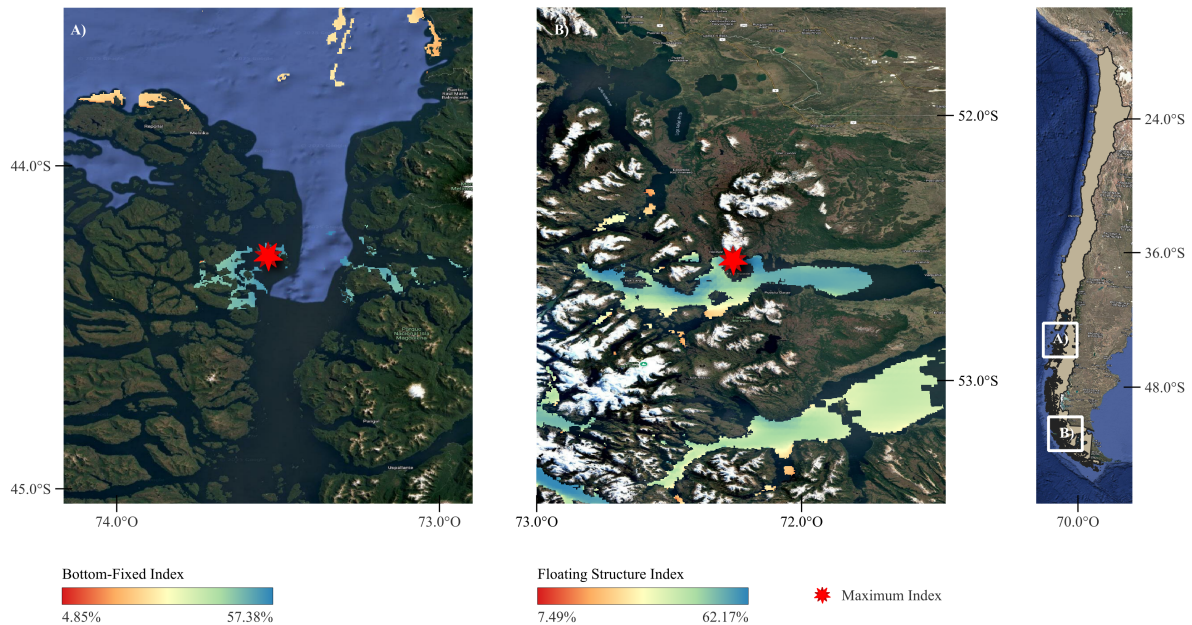 A)
B)
44.0°S
45.0°S
74.0°O
73.0°O
52.0°S
53.0°S
73.0°O
72.0°O
24.0°S
36.0°S
48.0°S
70.0°O
A)
B)
Melinka
Bottom-Fixed Index
4.85%
57.38%
Floating Structure Index
7.49%
62.17%
Maximum Index